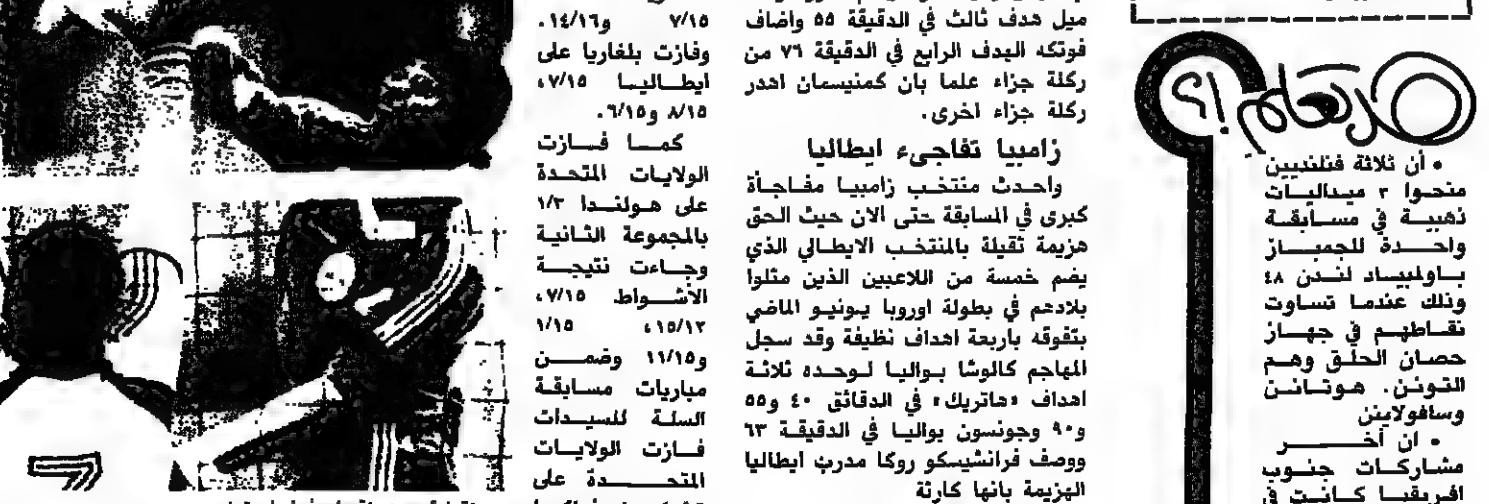 هل تعلم؟!
• أن ثلاثة فنلنديين
منحوا ٣ ميداليات
ذهبية في مسابقة
واحدة للجمباز
باولمبياد لندن ٤٨
وذلك عندما تساوت
نقاطهم في جهاز
حصان الحلق وهم
التونن. هوتانن
وسافولاينن
• ان آخر
مشاركات جنوب
افريقيا كانت في
ميل هدف ثالث في الدقيقة ٥٥ واضاف
فوتكه الهدف الرابع في الدقيقة ٧٦ من
ركلة جزاء علما بان كمنيسمان اهدر
ركلة جزاء اخرى.
زامبيا تفاجىء ايطاليا
واحدث منتخب زامبيا مفاجأة
كبرى في المسابقة حتى الان حيث الحق
هزيمة ثقيلة بالمنتخب الايطالي الذي
يضم خمسة من اللاعبين الذين مثلوا
بلادهم في بطولة اوروبا يونيو الماضي
بتفوقه باربعة اهداف نظيفة وقد سجل
المهاجم كالوشا بواليا لوحده ثلاثة
اهداف «هاتريك» في الدقائق ٤٠ و٥٥
و٩٠ وجونسون بواليا في الدقيقة ٦٣
ووصف فرانشيسكو روكا مدرب ايطاليا
الهزيمة بانها كارثة
٧/١٥ و١٤/١٦.
وفازت بلغاريا على
ايطاليا ٧/١٥،
٨/١٥ و٦/١٥.
كما فازت
الولايات المتحدة
على هولندا ١/٣
بالمجموعة الثانية
وجاءت نتيجة
الأشواط ٧/١٥،
١٥/١٣، ١/١٥
و١١/١٥ وضمن
مباريات مسابقة
السلة للسيدات
فازت الولايات
المتحدة على
7